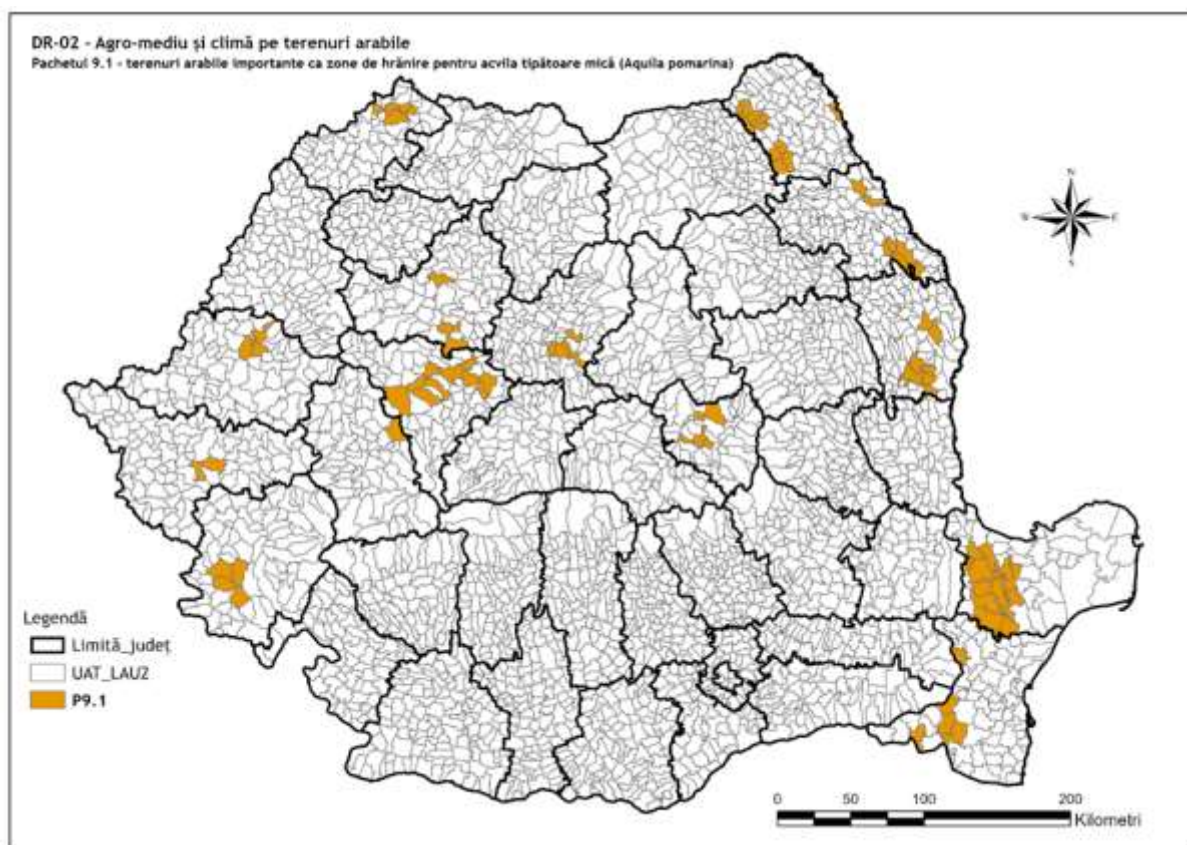 DR-02 - Agro-mediu și climă pe terenuri arabile
Pachetul 9.1 - terenuri arabile importante ca zone de hrănire pentru acvila țipătoare mică (Aquila pomarina)
N
E
S
Legendă
Limită_județ
UAT_LAU2
P9.1
0 50 100 200
Kilometri